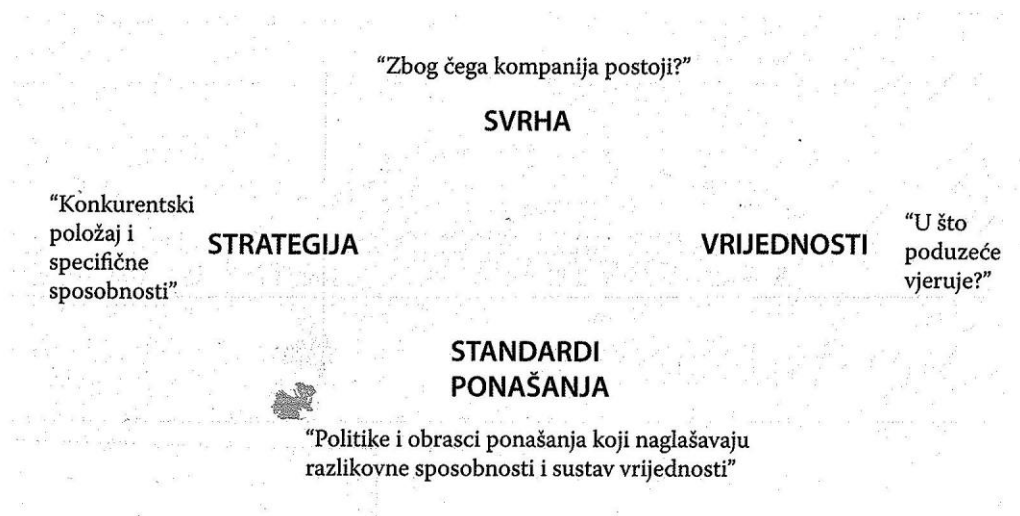 “Zbog čega kompanija postoji?”
SVRHA
“Konkurentski
položaj i
specifične
sposobnosti”
STRATEGIJA
VRIJEDNOSTI
“U što
poduzeće
vjeruje?”
STANDARDI
PONAŠANJA
“Politike i obrasci ponašanja koji naglašavaju
razlikovne sposobnosti i sustav vrijednosti”